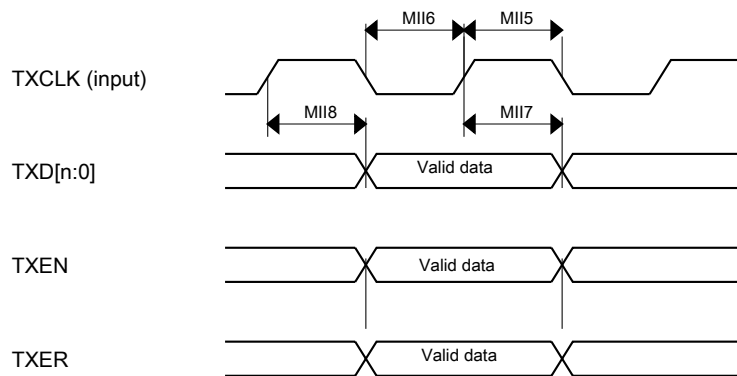 MII6 MII5
TXCLK (input)
MII8 MII7
TXD[n:0] Valid data
TXEN Valid data
TXER Valid data